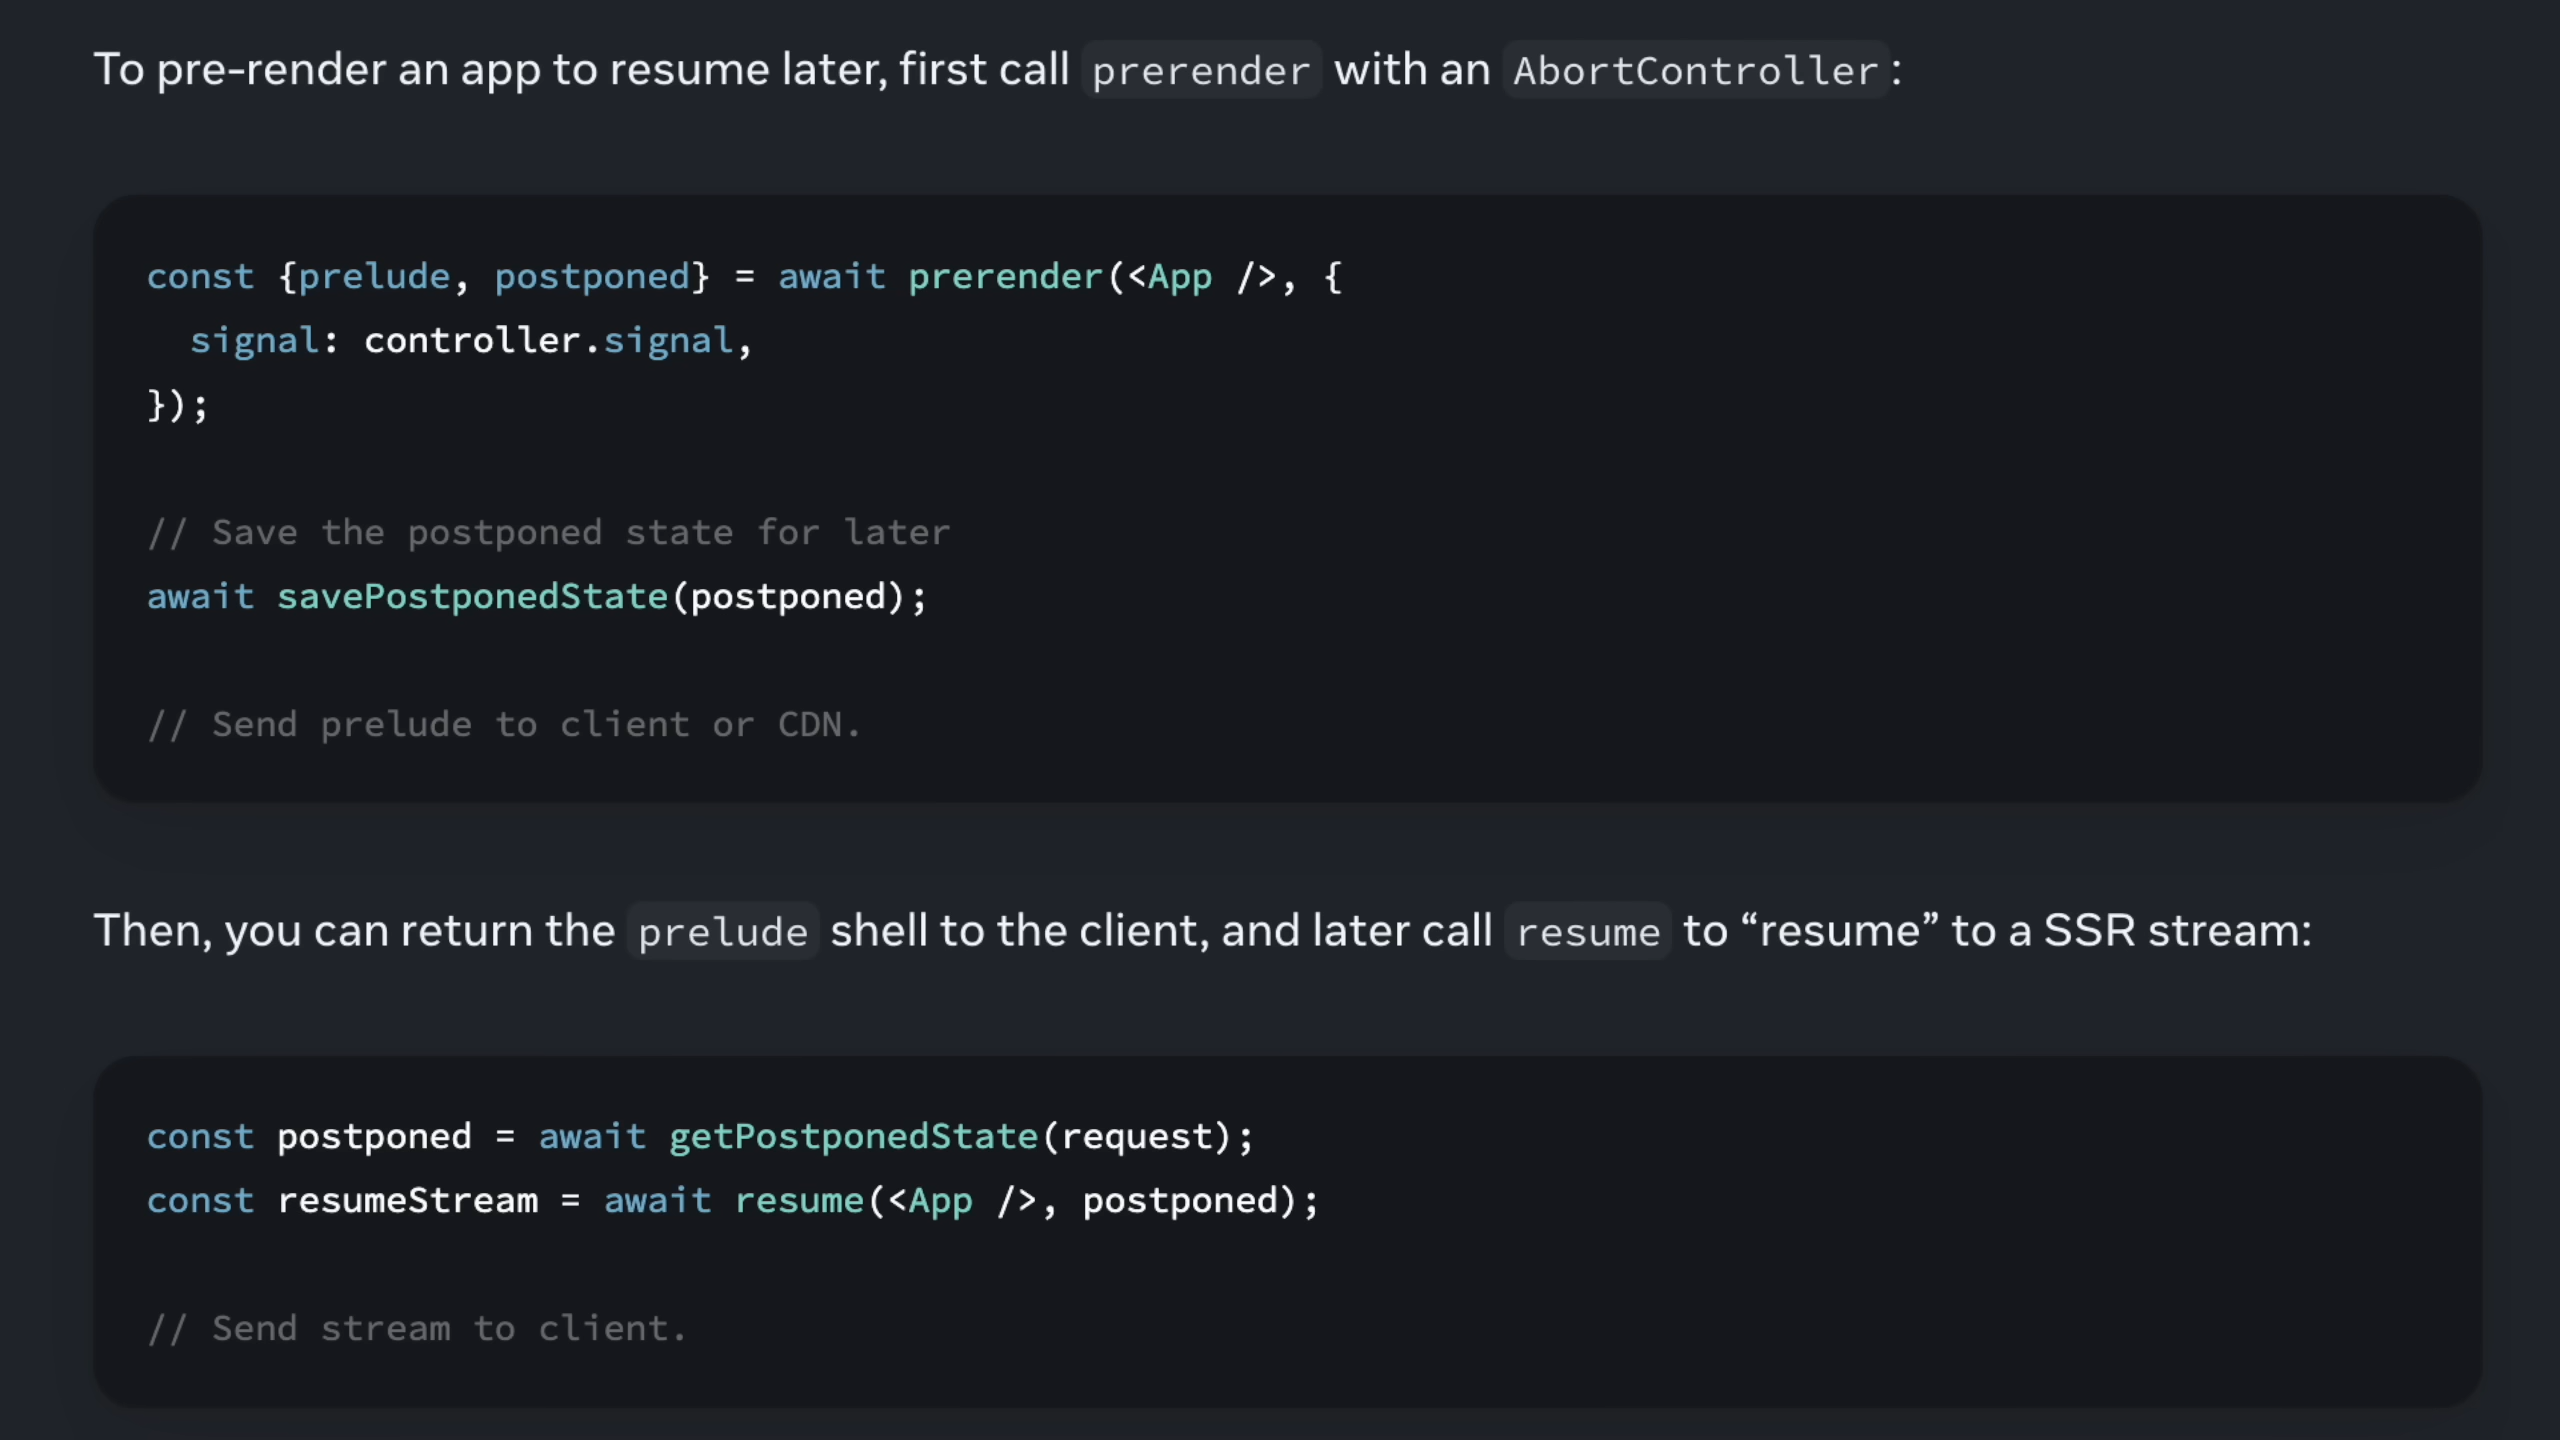 To pre-render an app to resume later, first call prerender with an AbortController:
const {prelude, postponed} = await prerender(<App />, {
  signal: controller.signal,
});
// Save the postponed state for later
await savePostponedState(postponed);
// Send prelude to client or CDN.
Then, you can return the prelude shell to the client, and later call resume to “resume” to a SSR stream:
const postponed = await getPostponedState(request);
const resumeStream = await resume(<App />, postponed);
// Send stream to client.